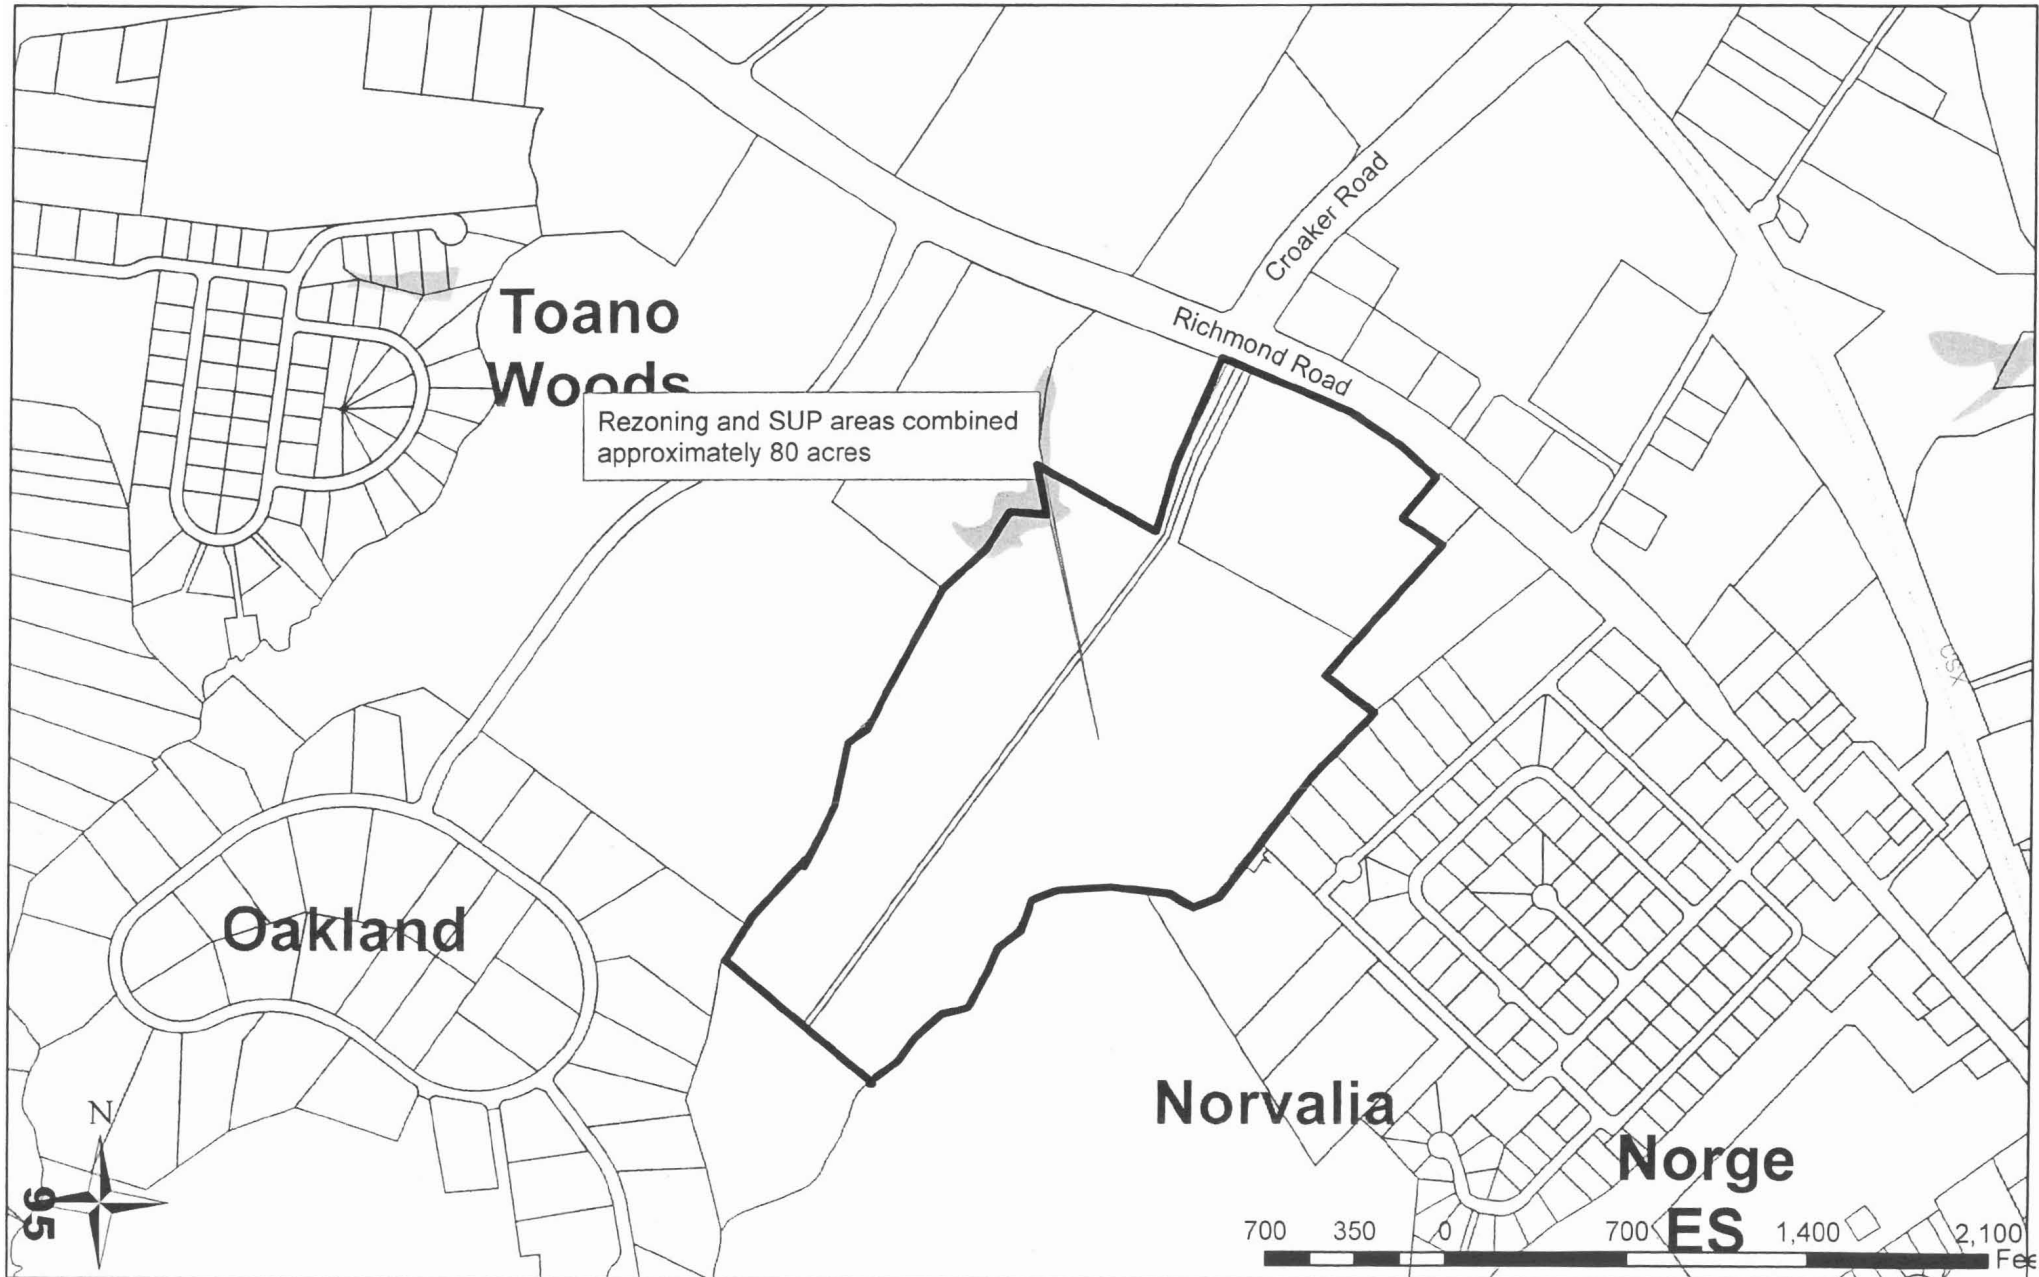 Croaker Road
Richmond Road
Toano
Woods
Rezoning and SUP areas combined
approximately 80 acres
CSX
Oakland
Norvalia
Norge
ES
N
95
700 350 0 700 1,400 2,100
Fee